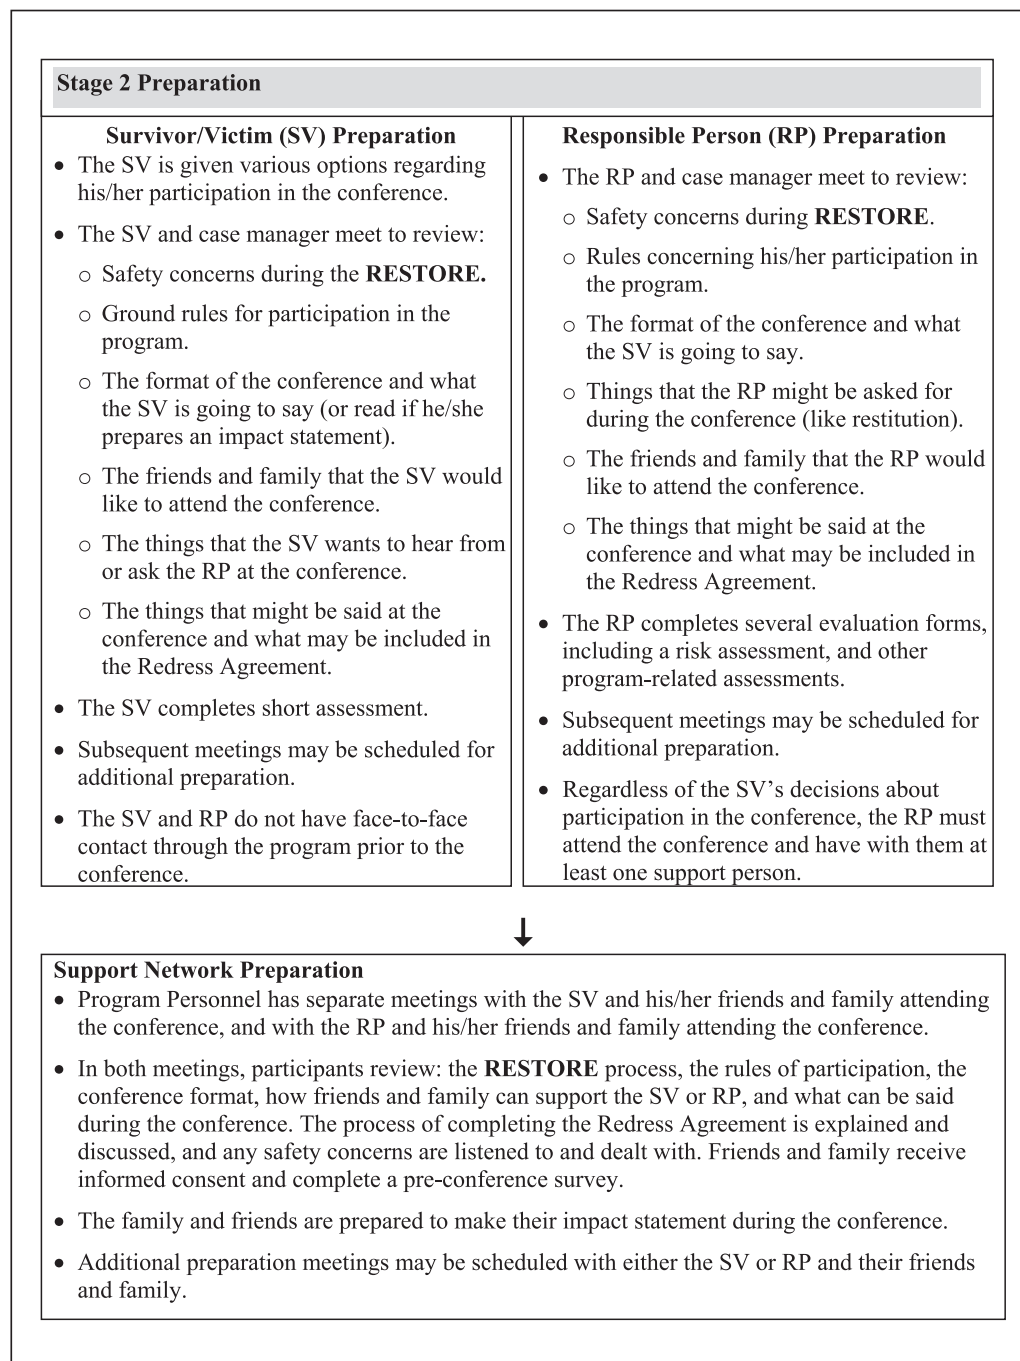 Stage 2 Preparation
Survivor/Victim (SV) Preparation
• The SV is given various options regarding
his/her participation in the conference.
• The SV and case manager meet to review:
o Safety concerns during the RESTORE.
o Ground rules for participation in the
program.
o The format of the conference and what
the SV is going to say (or read if he/she
prepares an impact statement).
o The friends and family that the SV would
like to attend the conference.
o The things that the SV wants to hear from
or ask the RP at the conference.
o The things that might be said at the
conference and what may be included in
the Redress Agreement.
• The SV completes short assessment.
• Subsequent meetings may be scheduled for
additional preparation.
• The SV and RP do not have face-to-face
contact through the program prior to the
conference.
Responsible Person (RP) Preparation
• The RP and case manager meet to review:
o Safety concerns during RESTORE.
o Rules concerning his/her participation in
the program.
o The format of the conference and what
the SV is going to say.
o Things that the RP might be asked for
during the conference (like restitution).
o The friends and family that the RP would
like to attend the conference.
o The things that might be said at the
conference and what may be included in
the Redress Agreement.
• The RP completes several evaluation forms,
including a risk assessment, and other
program-related assessments.
• Subsequent meetings may be scheduled for
additional preparation.
• Regardless of the SV’s decisions about
participation in the conference, the RP must
attend the conference and have with them at
least one support person.
Support Network Preparation
• Program Personnel has separate meetings with the SV and his/her friends and family attending
the conference, and with the RP and his/her friends and family attending the conference.
• In both meetings, participants review: the RESTORE process, the rules of participation, the
conference format, how friends and family can support the SV or RP, and what can be said
during the conference. The process of completing the Redress Agreement is explained and
discussed, and any safety concerns are listened to and dealt with. Friends and family receive
informed consent and complete a pre-conference survey.
• The family and friends are prepared to make their impact statement during the conference.
• Additional preparation meetings may be scheduled with either the SV or RP and their friends
and family.